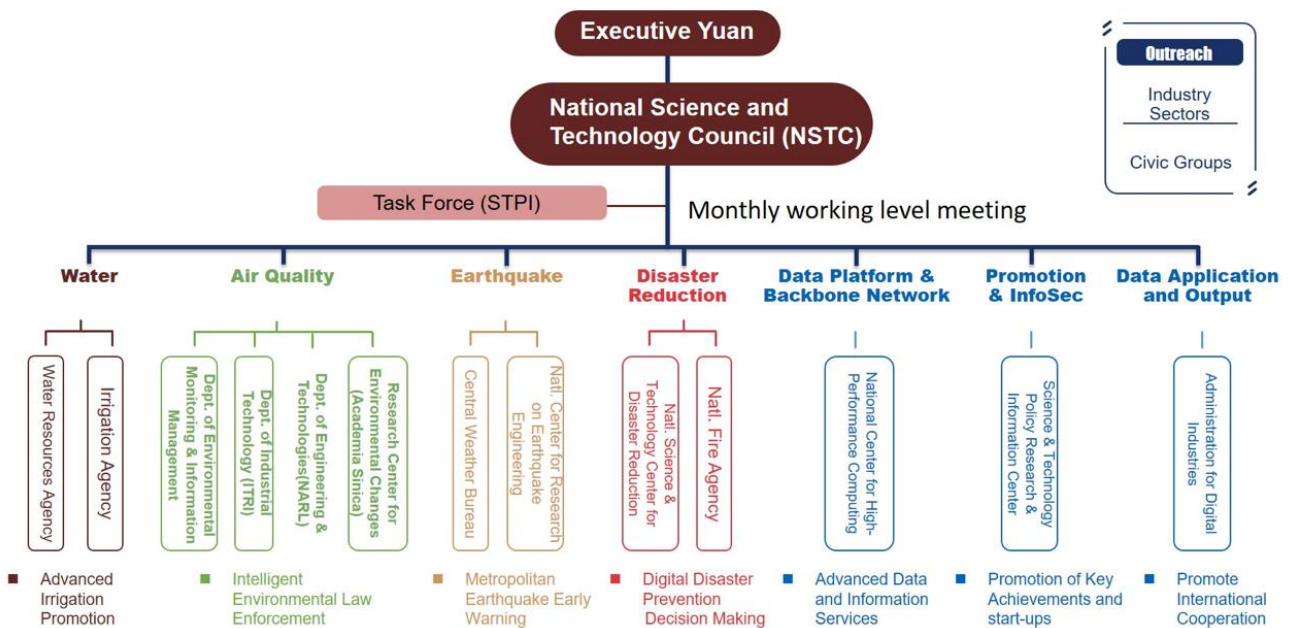 Executive Yuan
National Science and
Technology Council (NSTC)
Outreach
Industry
Sectors
Civic Groups
Task Force (STPI)
Monthly working level meeting
Water
Air Quality
Earthquake
Disaster
Reduction
Data Platform &
Backbone Network
Promotion
& InfoSec
Data Application
and Output
Water Resources Agency
Irrigation Agency
Dept. of Environmental
Monitoring & Information
Management
Dept. of Industrial
Technology (ITRI)
Dept. of Engineering &
Technologies(NARL)
Research Center for
Environmental Changes
(Academia Sinica)
Central Weather Bureau
Natl. Center for Research
on Earthquake
Engineering
Natl. Science &
Technology Center for
Disaster Reduction
Natl. Fire Agency
National Center for High-
Performance Computing
Science & Technology
Policy Research &
Information Center
Administration for Digital
Industries
Advanced
Irrigation
Promotion
Intelligent
Environmental Law
Enforcement
Metropolitan
Earthquake Early
Warning
Digital Disaster
Prevention
Decision Making
Advanced Data
and Information
Services
Promotion of Key
Achievements and
start-ups
Promote
International
Cooperation